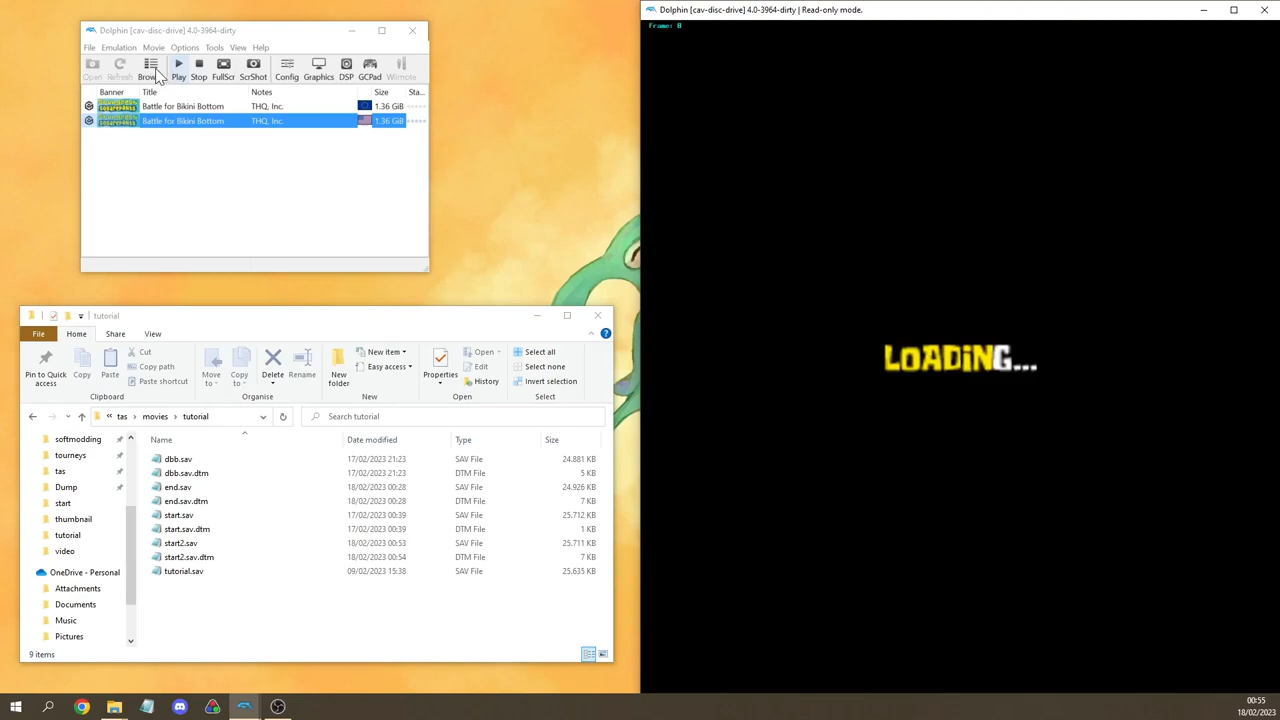 Dolphin [cav-disc-drive] 4.0-3964-dirty
File Emulation Movie Options Tools View Help
Open Refresh Brow Play Stop FullScr ScrShot Config Graphics DSP GCPad Wiimote
Banner Title Notes Size Sta...
Battle for Bikini Bottom THQ, Inc. 1.36 GiB
Battle for Bikini Bottom THQ, Inc. 1.36 GiB
Dolphin [cav-disc-drive] 4.0-3964-dirty | Read-only mode.
Frame: 0
LOADING...
tutorial
File Home Share View
Pin to Quick access
Copy
Paste
Cut
Copy path
Paste shortcut
Clipboard
Move to
Copy to
Delete
Rename
Organise
New folder
New item
Easy access
New
Properties
Open
Edit
History
Open
Select all
Select none
Invert selection
Select
« tas › movies › tutorial
Search tutorial
softmodding
tourneys
tas
Dump
start
thumbnail
tutorial
video
OneDrive - Personal
Attachments
Documents
Music
Pictures
Name Date modified Type Size
dbb.sav 17/02/2023 21:23 SAV File 24.881 KB
dbb.sav.dtm 17/02/2023 21:23 DTM File 5 KB
end.sav 18/02/2023 00:28 SAV File 24.926 KB
end.sav.dtm 18/02/2023 00:28 DTM File 7 KB
start.sav 17/02/2023 00:39 SAV File 25.712 KB
start.sav.dtm 17/02/2023 00:39 DTM File 1 KB
start2.sav 18/02/2023 00:53 SAV File 25.711 KB
start2.sav.dtm 18/02/2023 00:54 DTM File 7 KB
tutorial.sav 09/02/2023 15:38 SAV File 25.635 KB
9 items
00:55
18/02/2023